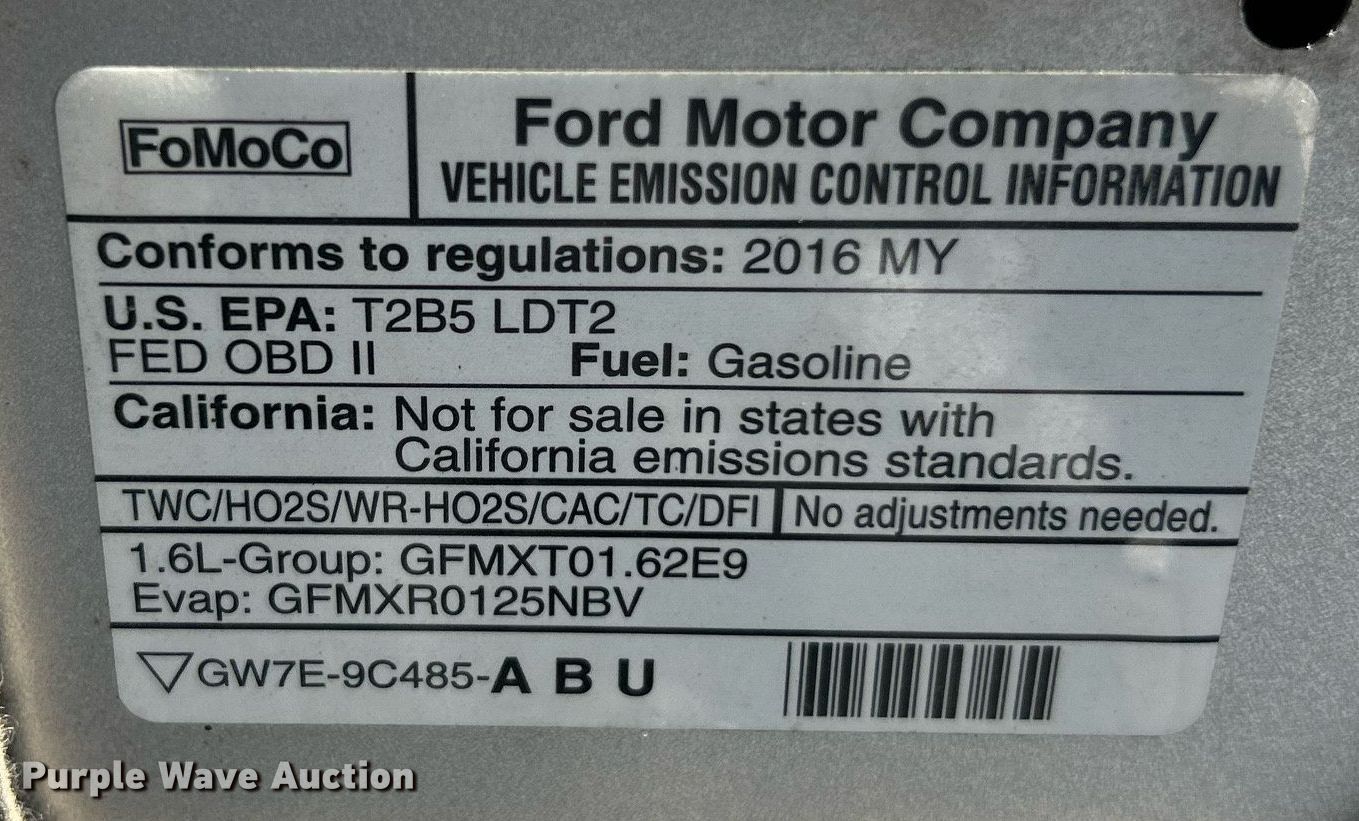 FoMoCo
Ford Motor Company
VEHICLE EMISSION CONTROL INFORMATION
Conforms to regulations: 2016 MY
U.S. EPA: T2B5 LDT2
FED OBD II Fuel: Gasoline
California: Not for sale in states with
California emissions standards.
TWC/HO2S/WR-HO2S/CAC/TC/DFI No adjustments needed.
1.6L-Group: GFMXT01.62E9
Evap: GFMXR0125NBV
GW7E-9C485-A B U
Purple Wave Auction